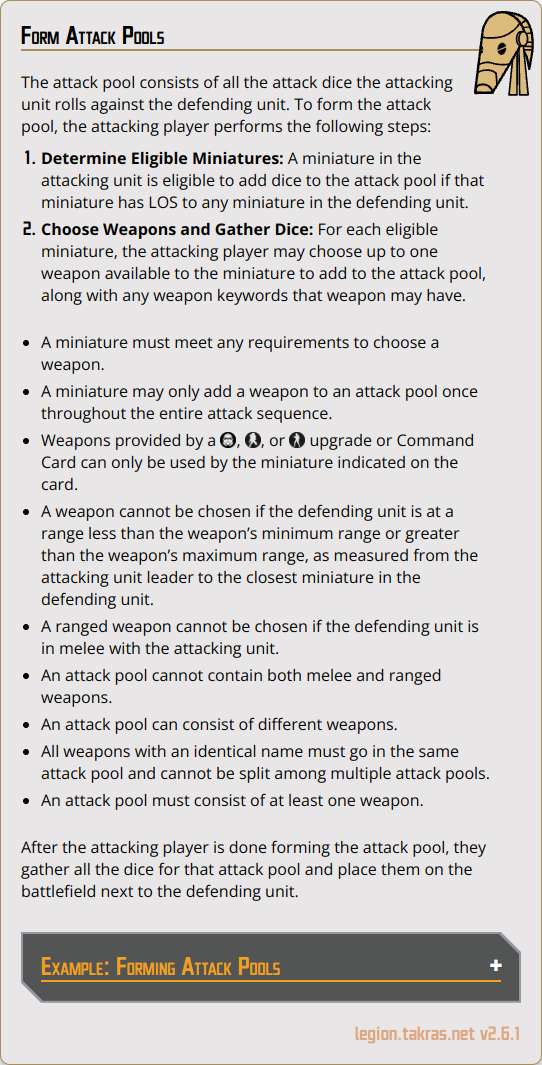 Form Attack Pools
The attack pool consists of all the attack dice the attacking
unit rolls against the defending unit. To form the attack
pool, the attacking player performs the following steps:
1. Determine Eligible Miniatures: A miniature in the
attacking unit is eligible to add dice to the attack pool if that
miniature has LOS to any miniature in the defending unit.
2. Choose Weapons and Gather Dice: For each eligible
miniature, the attacking player may choose up to one
weapon available to the miniature to add to the attack pool,
along with any weapon keywords that weapon may have.
• A miniature must meet any requirements to choose a
weapon.
• A miniature may only add a weapon to an attack pool once
throughout the entire attack sequence.
• Weapons provided by a , , or upgrade or Command
Card can only be used by the miniature indicated on the
card.
• A weapon cannot be chosen if the defending unit is at a
range less than the weapon’s minimum range or greater
than the weapon’s maximum range, as measured from the
attacking unit leader to the closest miniature in the
defending unit.
• A ranged weapon cannot be chosen if the defending unit is
in melee with the attacking unit.
• An attack pool cannot contain both melee and ranged
weapons.
• An attack pool can consist of different weapons.
• All weapons with an identical name must go in the same
attack pool and cannot be split among multiple attack pools.
• An attack pool must consist of at least one weapon.
After the attacking player is done forming the attack pool, they
gather all the dice for that attack pool and place them on the
battlefield next to the defending unit.
Example: Forming Attack Pools +
legion.takras.net v2.6.1